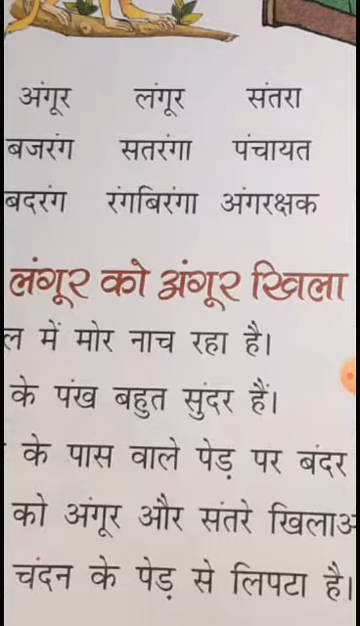 अंगूर लंगूर संतरा
बजरंग सतरंगा पंचायत
बदरंग रंगबिरंगा अंगरक्षक
लंगूर को अंगूर खिला
ल में मोर नाच रहा है।
के पंख बहुत सुंदर हैं।
के पास वाले पेड़ पर बंदर
को अंगूर और संतरे खिलाअ
चंदन के पेड़ से लिपटा है।